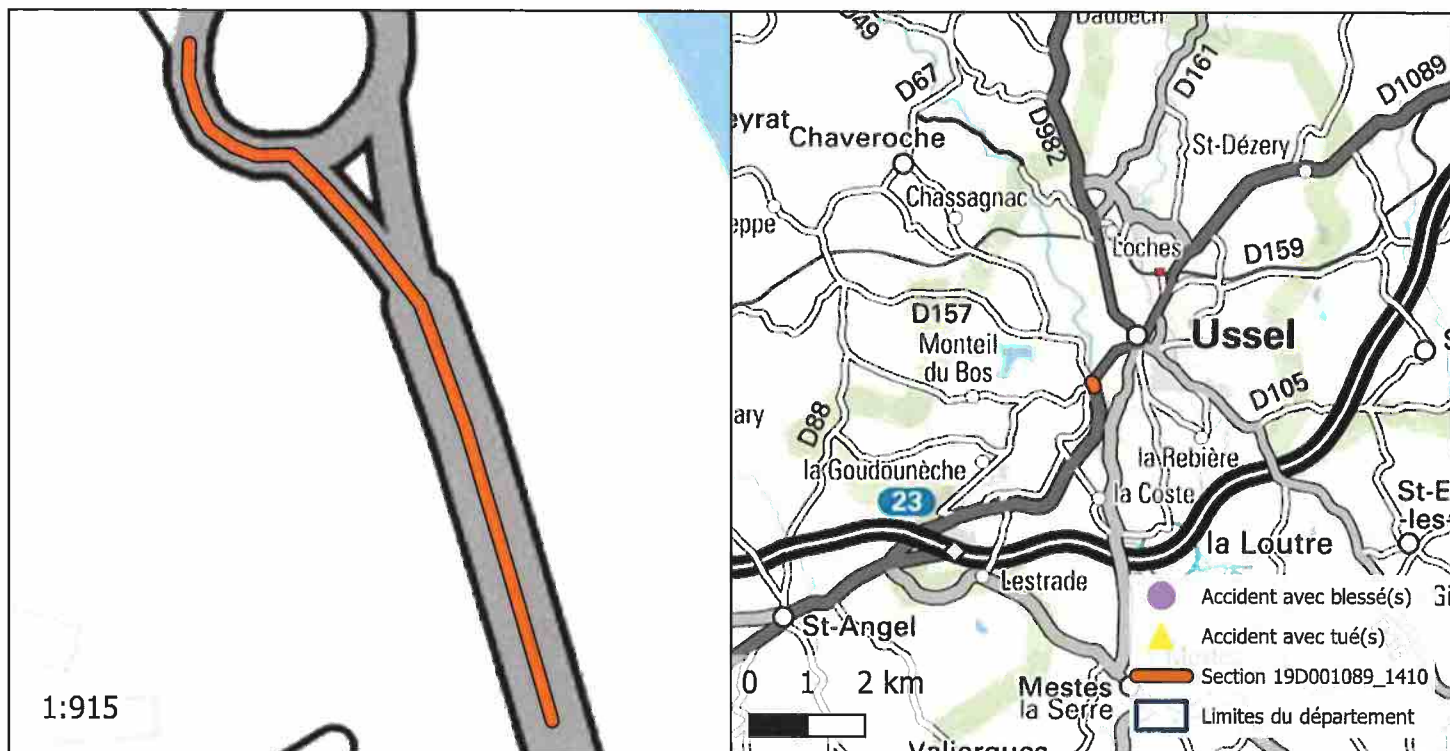 1:915
D49
Daubech
D67
D161
D1089
eyrat
Chaveroche
D982
St-Dézery
Chassagnac
eppe
Loches
D159
D157
Ussel
Monteil
du Bos
D105
ary
D88
la Goudounèche
la Rebière
la Coste
23
St-E
-les-
la Loutre
Lestrade
St-Angel
Accident avec blessé(s)
Accident avec tué(s)
0 1 2 km
Mestes
la Serre
Section 19D001089_1410
Limites du département
Valiergues